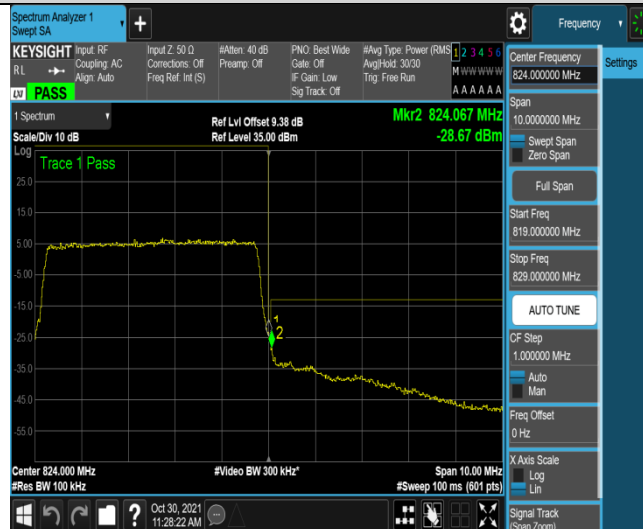 Spectrum Analyzer 1
Swept SA
Frequency
KEYSIGHT
RL
LXI
PASS
Input: RF
Coupling: AC
Align: Auto
Input Z: 50 Ω
Corrections: Off
Freq Ref: Int (S)
#Atten: 40 dB
Preamp: Off
PNO: Best Wide
Gate: Off
IF Gain: Low
Sig Track: Off
#Avg Type: Power (RMS
Avg|Hold: 30/30
Trig: Free Run
1 2 3 4 5 6
M W W W W W
A A A A A A
1 Spectrum
Scale/Div 10 dB
Ref Lvl Offset 9.38 dB
Ref Level 35.00 dBm
Mkr2 824.067 MHz
-28.67 dBm
Log
Trace 1 Pass
25.0
15.0
5.00
-5.00
-15.0
-25.0
-35.0
-45.0
-55.0
1
2
Center 824.000 MHz
#Res BW 100 kHz
#Video BW 300 kHz*
Span 10.00 MHz
#Sweep 100 ms (601 pts)
Oct 30, 2021
11:28:22 AM
?
Center Frequency
824.000000 MHz
Settings
Span
10.0000000 MHz
Swept Span
Zero Span
Full Span
Start Freq
819.000000 MHz
Stop Freq
829.000000 MHz
AUTO TUNE
CF Step
1.000000 MHz
Auto
Man
Freq Offset
0 Hz
X Axis Scale
Log
Lin
Signal Track
(Span Zoom)